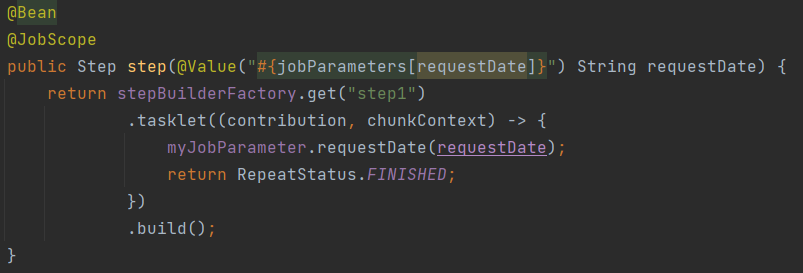 @Bean
@JobScope
public Step step(@Value("#{jobParameters[requestDate]}") String requestDate) {
    return stepBuilderFactory.get("step1")
            .tasklet((contribution, chunkContext) -> {
                myJobParameter.requestDate(requestDate);
                return RepeatStatus.FINISHED;
            })
            .build();
}